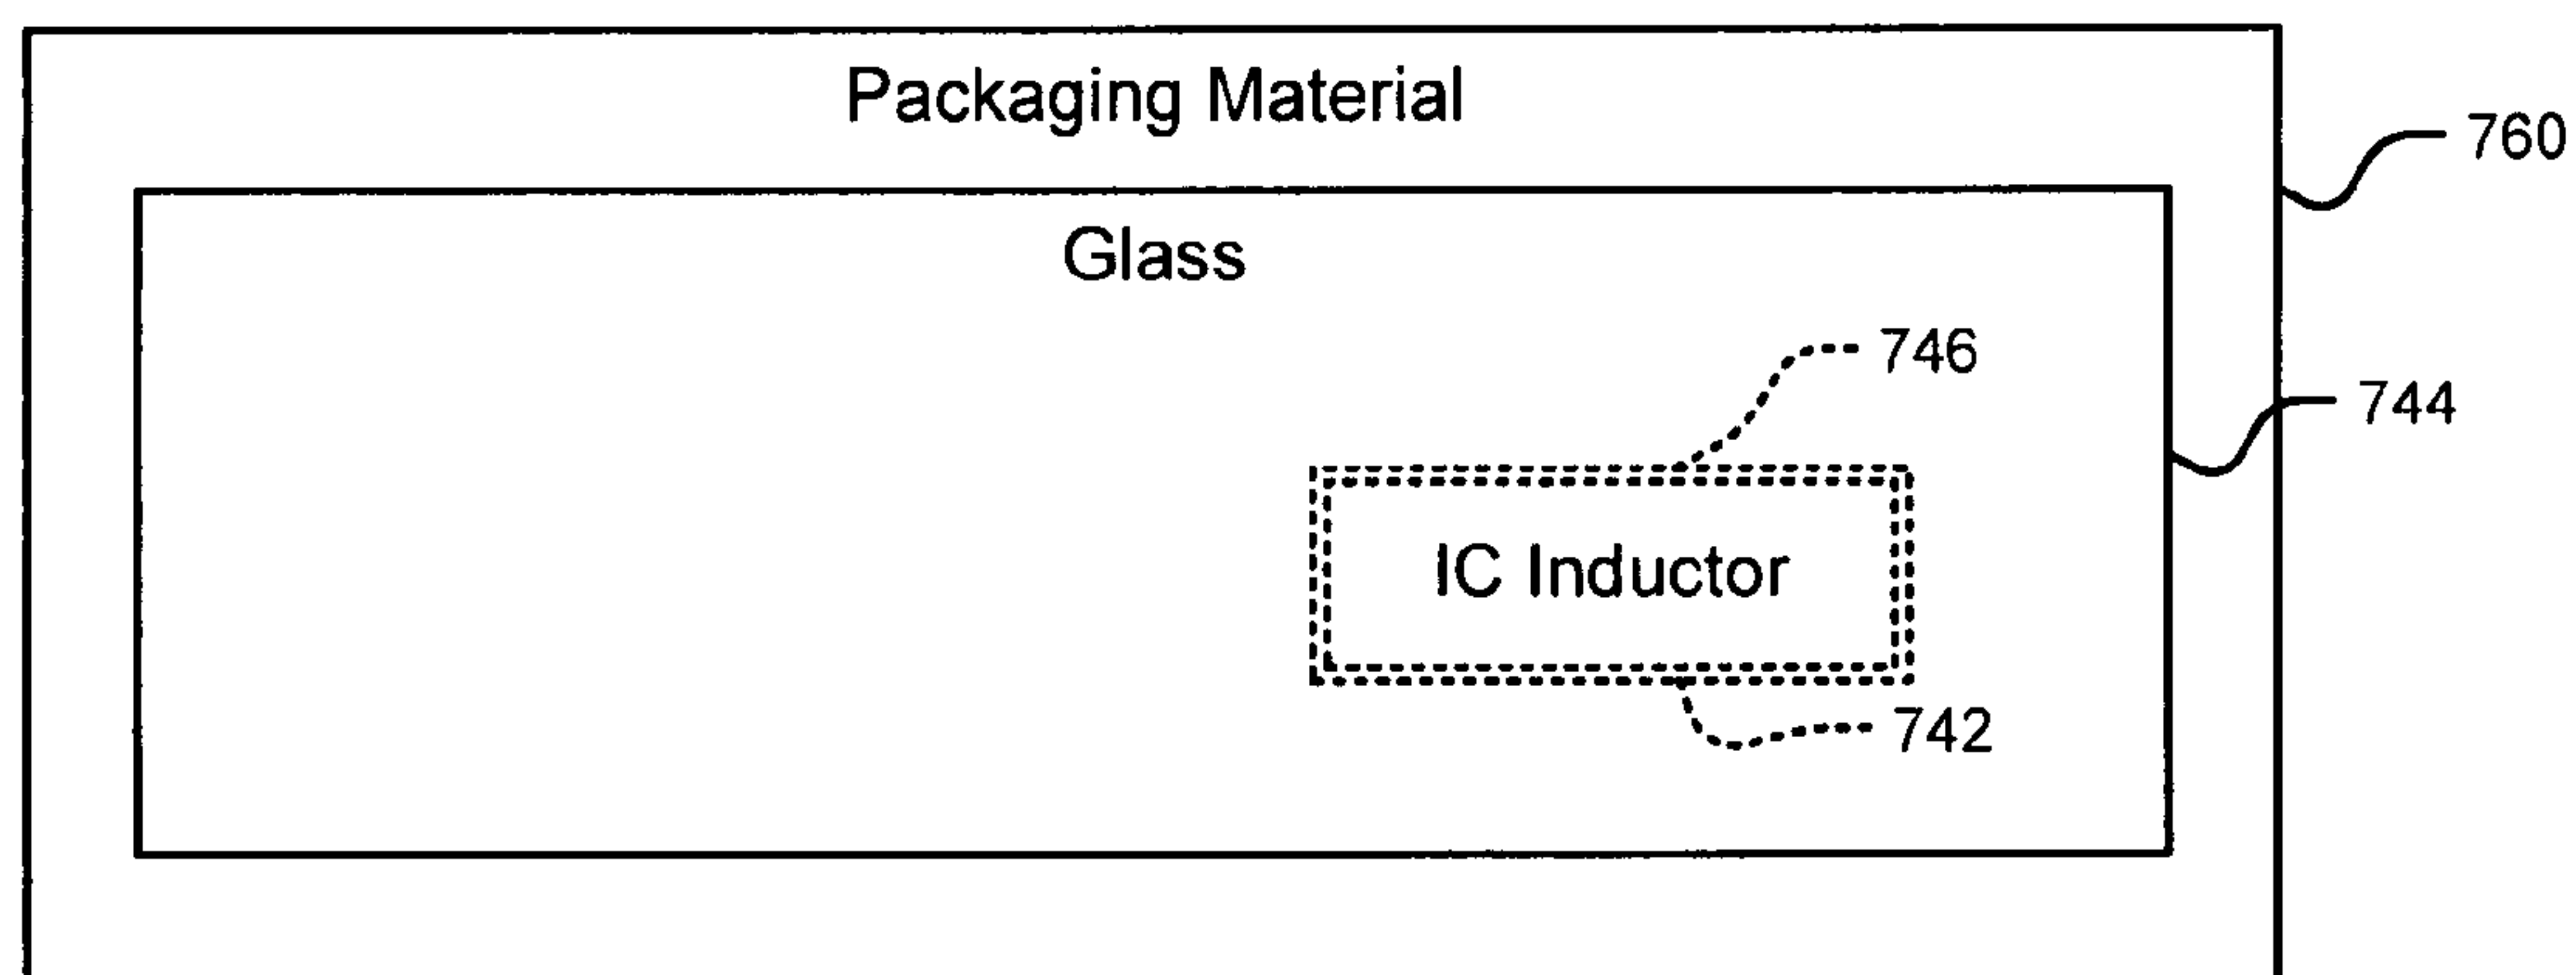 Packaging Material
760
Glass
746
744
IC Inductor
742